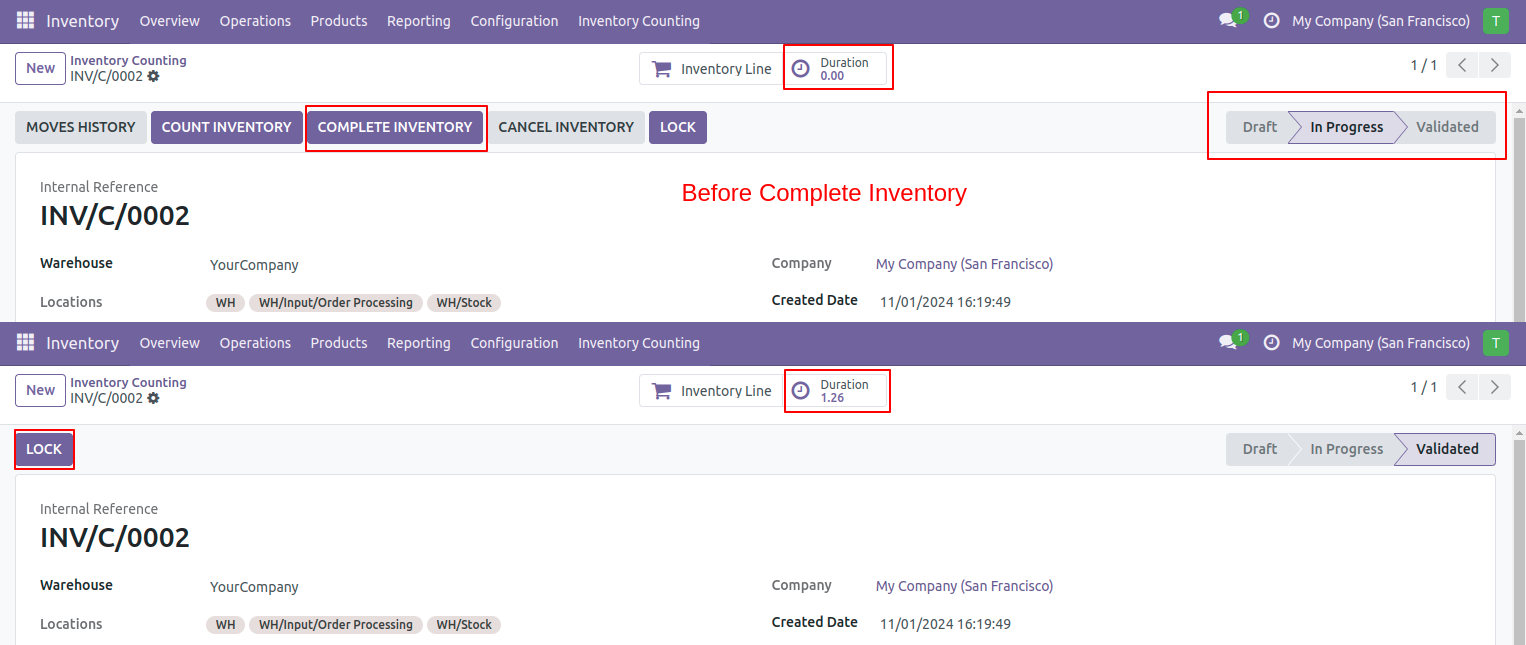 Inventory Overview Operations Products Reporting Configuration Inventory Counting 1 My Company (San Francisco) T
New Inventory Counting Inventory Line Duration 1 / 1
INV/C/0002 0.00
MOVES HISTORY COUNT INVENTORY COMPLETE INVENTORY CANCEL INVENTORY LOCK Draft In Progress Validated
Internal Reference Before Complete Inventory
INV/C/0002
Warehouse YourCompany Company My Company (San Francisco)
Locations WH WH/Input/Order Processing WH/Stock Created Date 11/01/2024 16:19:49
Inventory Overview Operations Products Reporting Configuration Inventory Counting 1 My Company (San Francisco) T
New Inventory Counting Inventory Line Duration 1 / 1
INV/C/0002 1.26
LOCK Draft In Progress Validated
Internal Reference
INV/C/0002
Warehouse YourCompany Company My Company (San Francisco)
Locations WH WH/Input/Order Processing WH/Stock Created Date 11/01/2024 16:19:49